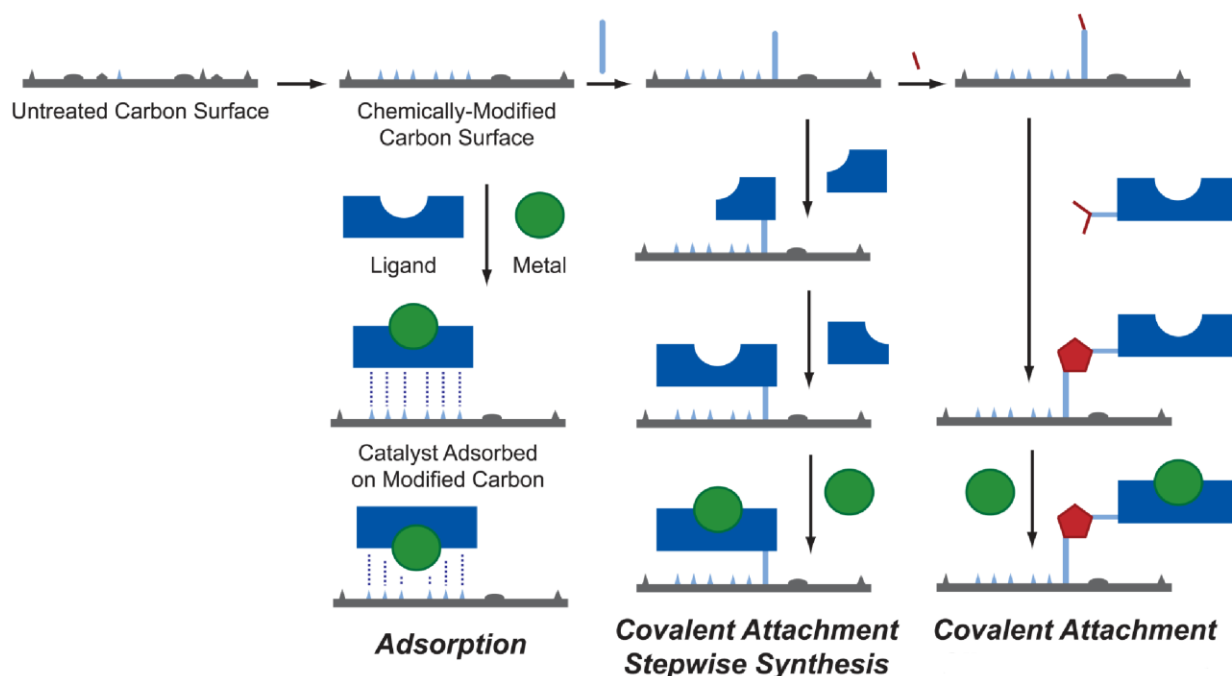 Untreated Carbon Surface
Chemically-Modified
Carbon Surface
Ligand
Metal
Catalyst Adsorbed
on Modified Carbon
Adsorption
Covalent Attachment
Stepwise Synthesis
Covalent Attachment